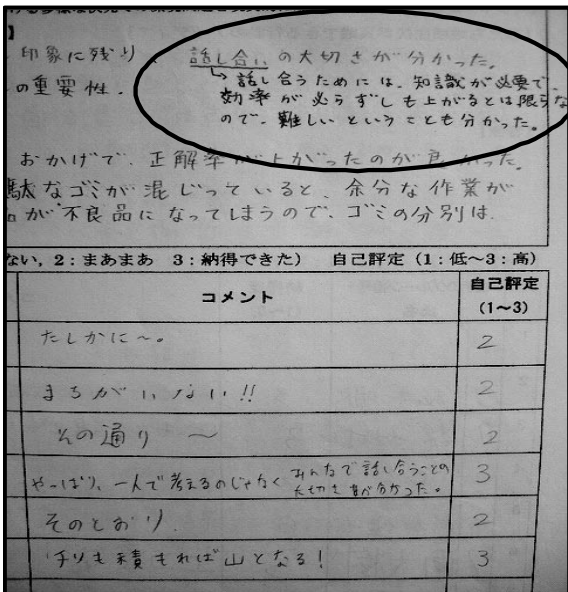 】
印象に残り、話し合いの大切さが分かった。
の重要性.
話し合うためには、知識が必要で、
効率が必らずしも上がるとは限らな
ので、難しいということも分かった。
おかげで、正解率が上がったのが良かった。
駄なゴミが混じっていると、余分な作業が
品が不良品になってしまうので、ゴミの分別は.
ない, 2：まあまあ 3：納得できた） 自己評定（1：低～3：高）
コメント 自己評定
(1～3)
たしかに～。 2
まちがいない!! 2
その通り ～ 2
やっぱり、一人で考えるのじゃなく みんなで話し合うことの
大切さが分かった。 3
そのとおり. 2
チリも積もれば山となる! 3